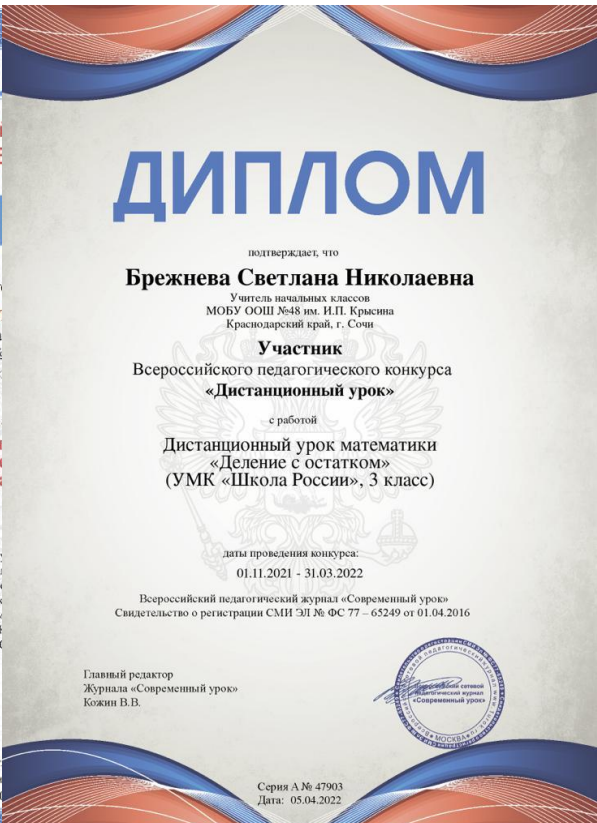 ДИПЛОМ
подтверждает, что
Брежнева Светлана Николаевна
Учитель начальных классов
МОБУ ООШ №48 им. И.П. Крысина
Краснодарский край, г. Сочи
Участник
Всероссийского педагогического конкурса
«Дистанционный урок»
с работой
Дистанционный урок математики
«Деление с остатком»
(УМК «Школа России», 3 класс)
даты проведения конкурса:
01.11.2021 - 31.03.2022
Всероссийский педагогический журнал «Современный урок»
Свидетельство о регистрации СМИ ЭЛ № ФС 77 – 65249 от 01.04.2016
Главный редактор
Журнала «Современный урок»
Кожин В.В.
сетевой
педагогический журнал
«Современный урок»
МОСКВА
Серия А № 47903
Дата: 05.04.2022